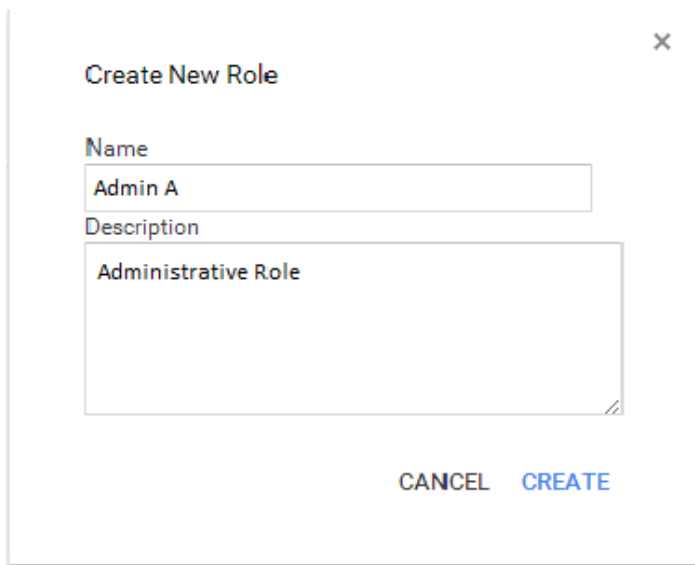 Create New Role
Name
Admin A
Description
Administrative Role
CANCEL CREATE